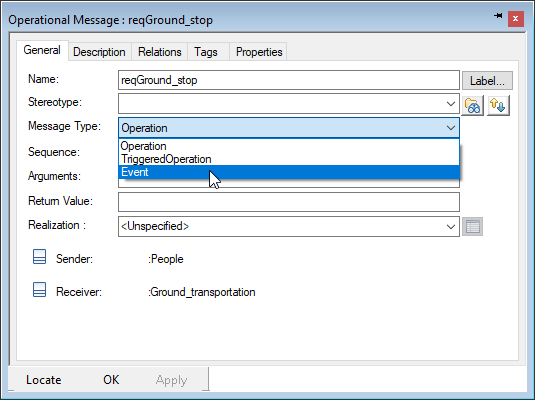 Operational Message : reqGround_stop
General Description Relations Tags Properties
Name: reqGround_stop Label...
Stereotype:
Message Type: Operation
Operation
Sequence:
TriggeredOperation
Event
Arguments:
Return Value:
Realization : <Unspecified>
Sender: :People
Receiver: :Ground_transportation
Locate OK Apply